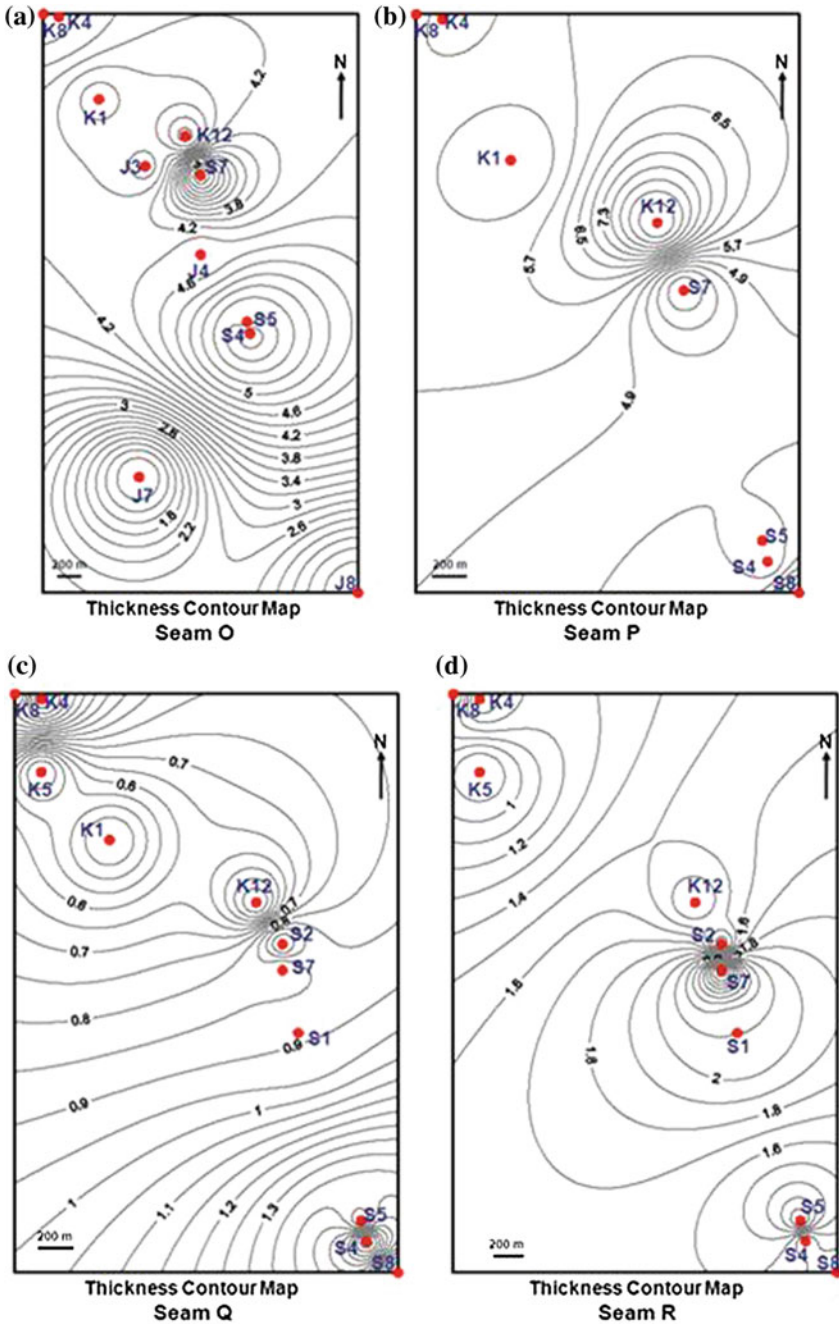 (a)
K8 K4
4.2
N
K1
K12
J3
S7
3.8
4.2
J4
4.6
4.2
S5
S4
5
4.6
4.2
3.8
3.4
3
2.6
3
2.6
J7
1.8
2.2
200 m
J8
Thickness Contour Map
Seam O
(b)
K8 K4
N
6.5
K1
K12
7.3
6.5
5.7
5.7
4.9
S7
4.9
S5
S4
200 m
S8
Thickness Contour Map
Seam P
(c)
K8 K4
N
0.7
K5
0.6
K1
K12
0.7
0.6
S2
0.7
S7
0.8
S1
0.9
0.9
1
1
1.1
1.2
1.3
S5
S4
200 m
S8
Thickness Contour Map
Seam Q
(d)
K8 K4
N
K5
1
1.2
1.4
K12
1.6
S2
1.8
S7
1.6
S1
1.8
2
1.8
1.6
S5
S4
200 m
S8
Thickness Contour Map
Seam R